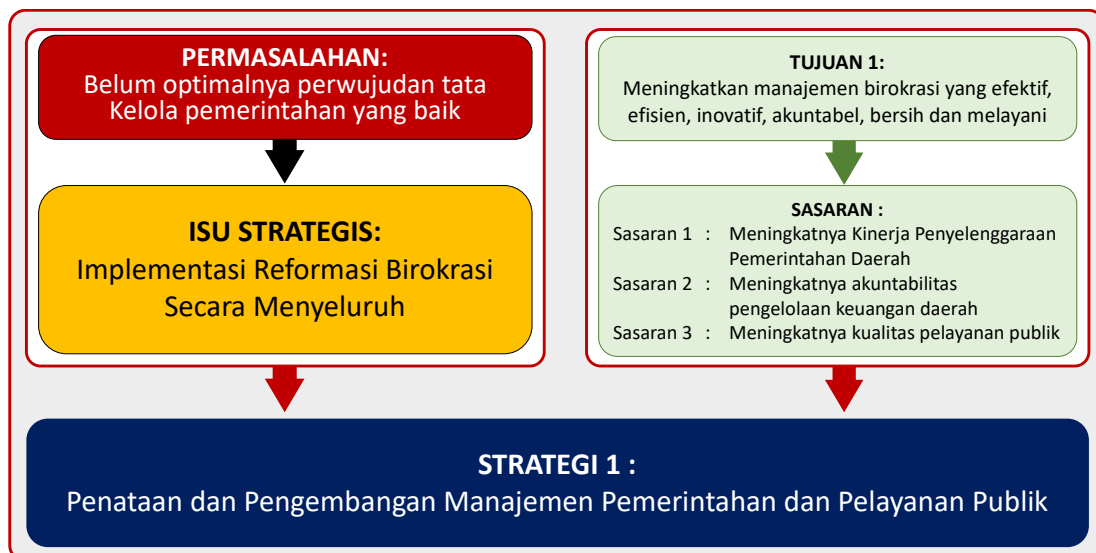 PERMASALAHAN:
Belum optimalnya perwujudan tata
Kelola pemerintahan yang baik
ISU STRATEGIS:
Implementasi Reformasi Birokrasi
Secara Menyeluruh
TUJUAN 1:
Meningkatkan manajemen birokrasi yang efektif,
efisien, inovatif, akuntabel, bersih dan melayani
SASARAN :
Sasaran 1 : Meningkatnya Kinerja Penyelenggaraan
Pemerintahan Daerah
Sasaran 2 : Meningkatnya akuntabilitas
pengelolaan keuangan daerah
Sasaran 3 : Meningkatnya kualitas pelayanan publik
STRATEGI 1 :
Penataan dan Pengembangan Manajemen Pemerintahan dan Pelayanan Publik